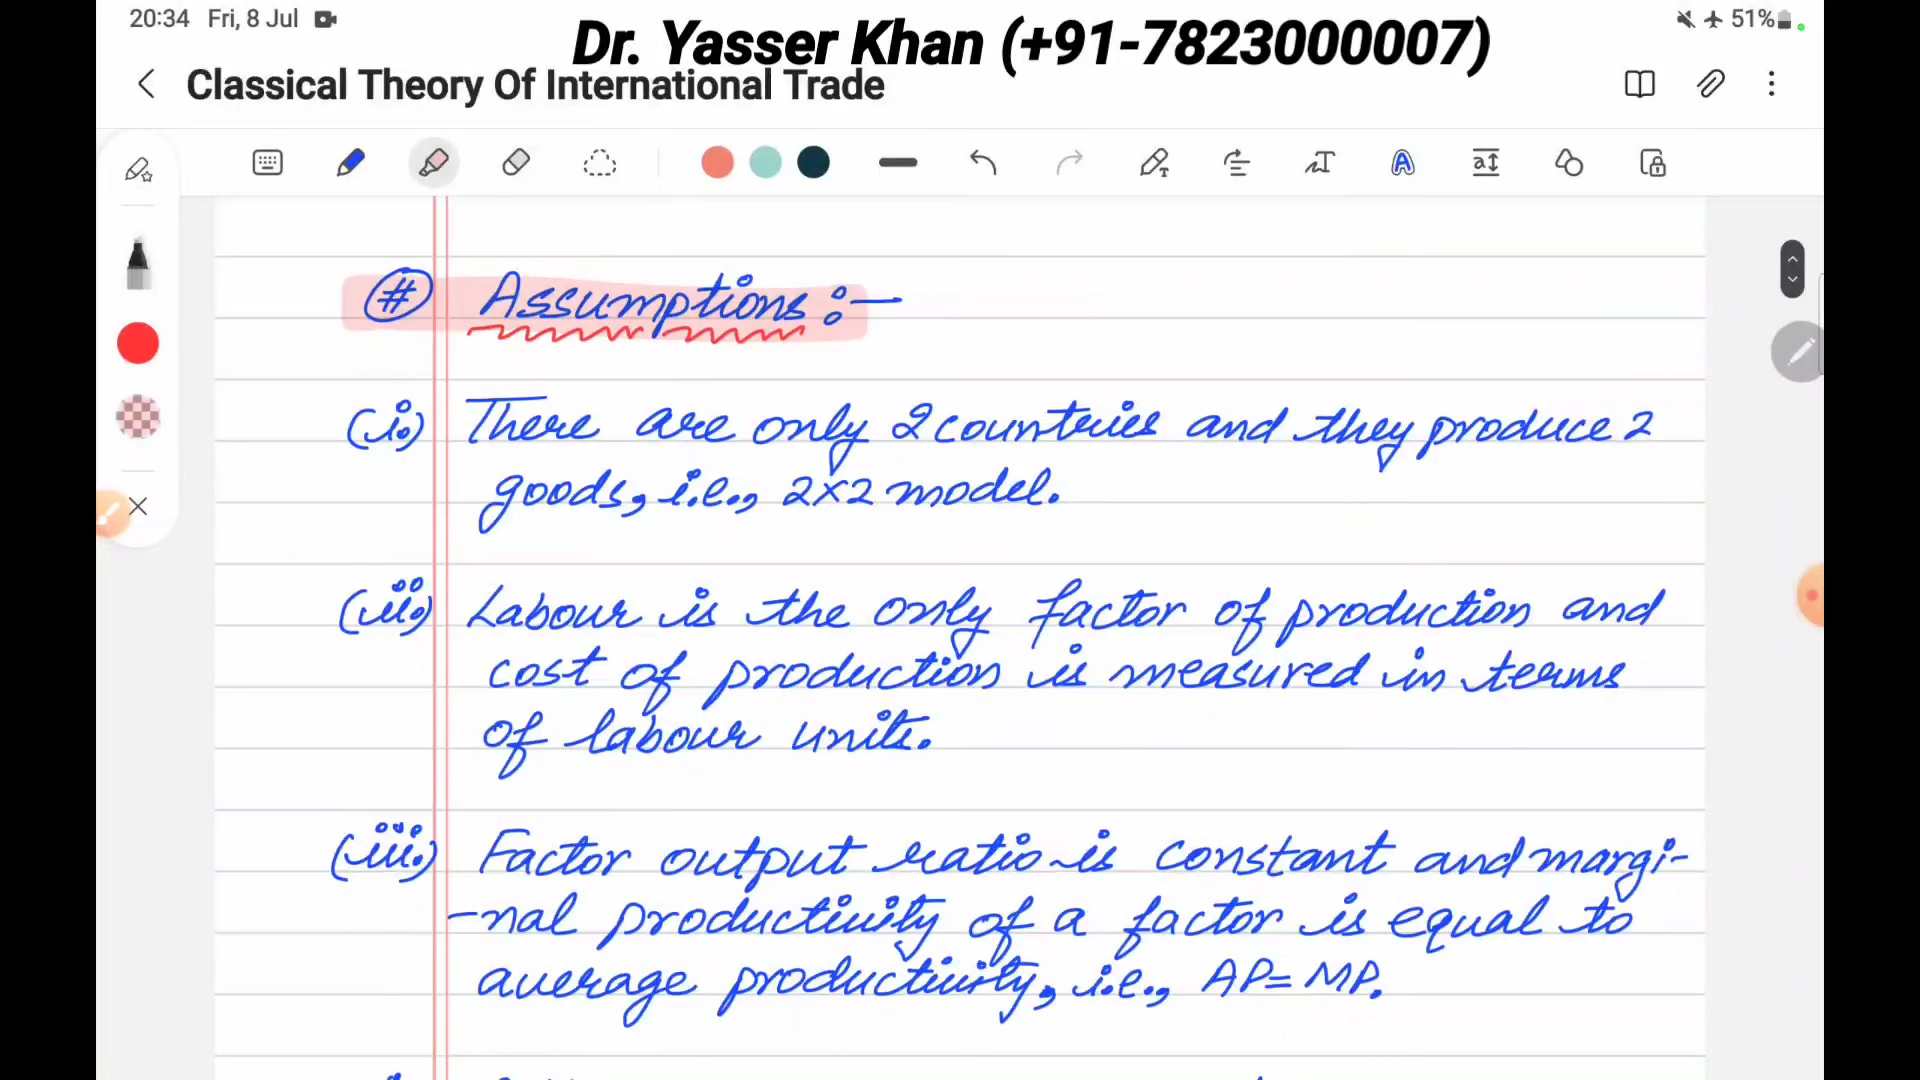 20:34 Fri, 8 Jul
51%
Dr. Yasser Khan (+91-7823000007)
Classical Theory Of International Trade
# Assumptions :-
(i.) There are only 2 countries and they produce 2
goods, i.e., 2x2 model.
(ii.) Labour is the only factor of production and
cost of production is measured in terms
of labour units.
(iii.) Factor output ratio is constant and margi-
-nal productivity of a factor is equal to
average productivity, i.e., AP = MP.